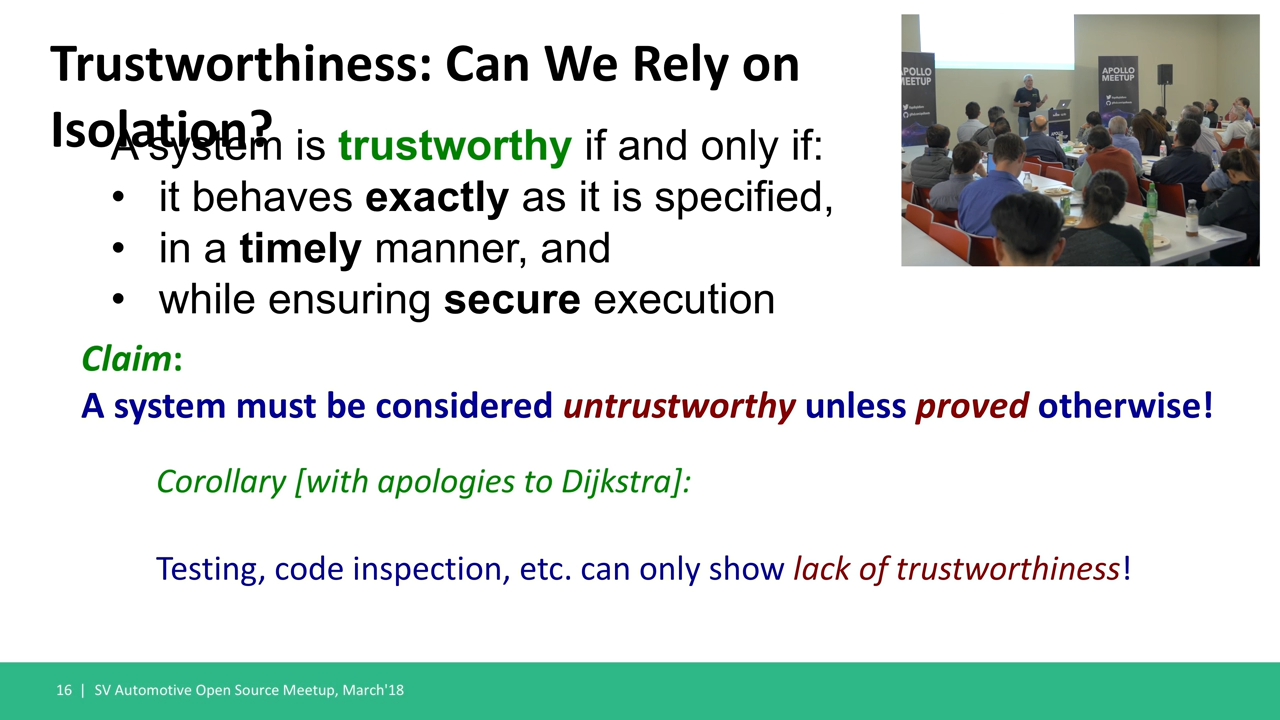 Trustworthiness: Can We Rely on
Isolation?
A system is trustworthy if and only if:
• it behaves exactly as it is specified,
• in a timely manner, and
• while ensuring secure execution
APOLLO
MEETUP
APOLLO
MEETUP
Claim:
A system must be considered untrustworthy unless proved otherwise!
Corollary [with apologies to Dijkstra]:
Testing, code inspection, etc. can only show lack of trustworthiness!
16 | SV Automotive Open Source Meetup, March'18